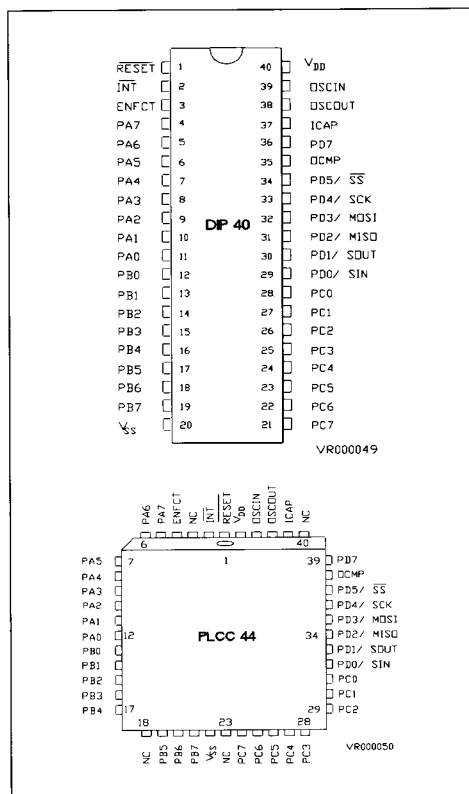 RESET 1 40 VDD
INT 2 39 OSCIN
ENFCT 3 38 OSCOUT
PA7 4 37 ICAP
PA6 5 36 PD7
PA5 6 35 OCMP
PA4 7 34 PD5/ SS
PA3 8 33 PD4/ SCK
PA2 9 32 PD3/ MOSI
DIP 40
PA1 10 31 PD2/ MISO
PA0 11 30 PD1/ SOUT
PB0 12 29 PD0/ SIN
PB1 13 28 PC0
PB2 14 27 PC1
PB3 15 26 PC2
PB4 16 25 PC3
PB5 17 24 PC4
PB6 18 23 PC5
PB7 19 22 PC6
VSS 20 21 PC7
VR000049
PA6 PA7 ENFCT NC INT RESET VDD OSCIN OSCOUT ICAP NC
6 40
PA5 7 1 39 PD7
PA4 OCMP
PA3 PD5/ SS
PA2 PD4/ SCK
PA1 PD3/ MOSI
PA0 12 PLCC 44 34 PD2/ MISO
PB0 PD1/ SOUT
PB1 PD0/ SIN
PB2 PC0
PB3 PC1
PB4 17 29 PC2
18 23 28
NC PB5 PB6 PB7 VSS NC PC7 PC6 PC5 PC4 PC3
VR000050